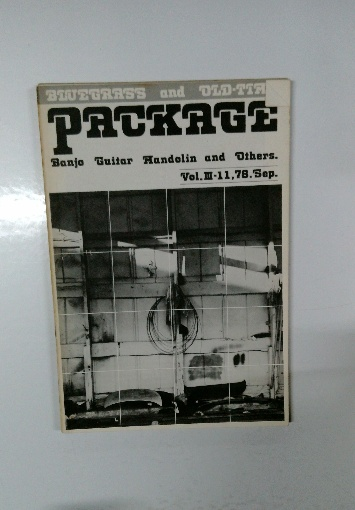 BLUEGRASS and OLD-TIM
PACKAGE
Banjo Guitar Mandolin and Others.
Vol. III-11, 78. Sep.